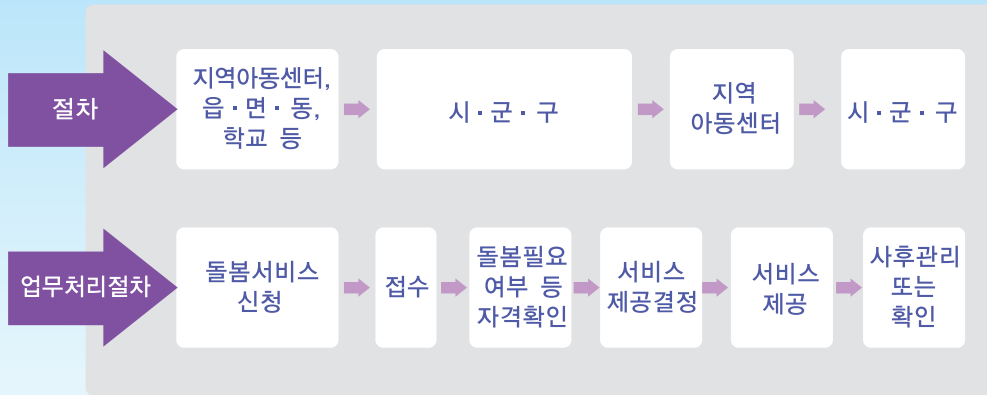 절차
지역아동센터,
읍·면·동,
학교 등
시·군·구
지역
아동센터
시·군·구
업무처리절차
돌봄서비스
신청
접수
돌봄필요
여부 등
자격확인
서비스
제공결정
서비스
제공
사후관리
또는
확인